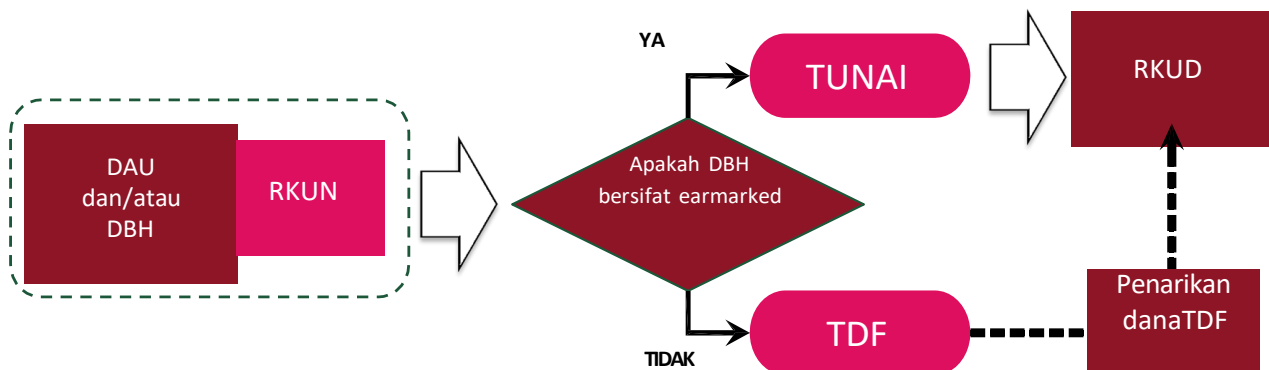 DAU
dan/atau
DBH
RKUN
Apakah DBH
bersifat earmarked
YA
TUNAI
RKUD
TIDAK
TDF
Penarikan
danaTDF